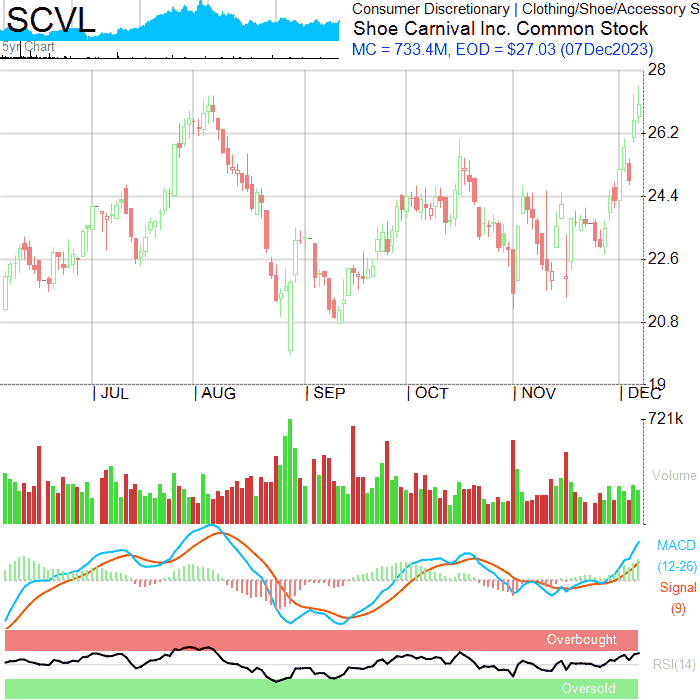 SCVL
Consumer Discretionary | Clothing/Shoe/Accessory S
Shoe Carnival Inc. Common Stock
MC = 733.4M, EOD = $27.03 (07Dec2023)
5yr Chart
28
26.2
24.4
22.6
20.8
19
JUL AUG SEP OCT NOV DEC
721k
Volume
MACD
(12-26)
Signal
(9)
Overbought
RSI(14)
Oversold